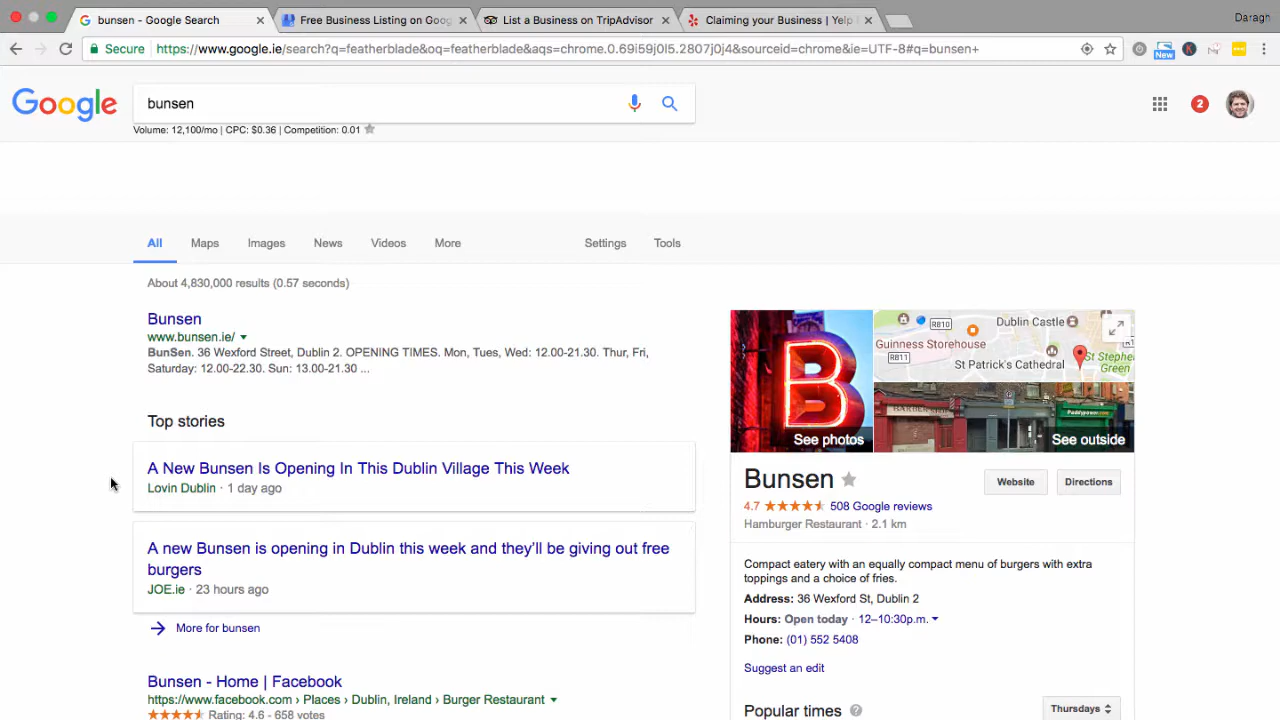 bunsen - Google Search
Free Business Listing on Goog
List a Business on TripAdvisor
Claiming your Business | Yelp
Daragh
Secure https://www.google.ie/search?q=featherblade&oq=featherblade&aqs=chrome.0.69i59j0l5.2807j0j4&sourceid=chrome&ie=UTF-8#q=bunsen+
New
K
Google
bunsen
2
Volume: 12,100/mo | CPC: $0.36 | Competition: 0.01
All Maps Images News Videos More Settings Tools
About 4,830,000 results (0.57 seconds)
Bunsen
www.bunsen.ie/
BunSen. 36 Wexford Street, Dublin 2. OPENING TIMES. Mon, Tues, Wed: 12.00-21.30. Thur, Fri,
Saturday: 12.00-22.30. Sun: 13.00-21.30 ...
Top stories
A New Bunsen Is Opening In This Dublin Village This Week
Lovin Dublin · 1 day ago
A new Bunsen is opening in Dublin this week and they'll be giving out free
burgers
JOE.ie · 23 hours ago
More for bunsen
Bunsen - Home | Facebook
https://www.facebook.com › Places › Dublin, Ireland › Burger Restaurant
Rating: 4.6 - 658 votes
B
See photos
R810
Dublin Castle
Guinness Storehouse
R811
St Patrick's Cathedral
St Stephen
Green
See outside
Bunsen
Website
Directions
4.7
508 Google reviews
Hamburger Restaurant · 2.1 km
Compact eatery with an equally compact menu of burgers with extra
toppings and a choice of fries.
Address: 36 Wexford St, Dublin 2
Hours: Open today · 12–10:30p.m.
Phone: (01) 552 5408
Suggest an edit
Popular times ?
Thursdays